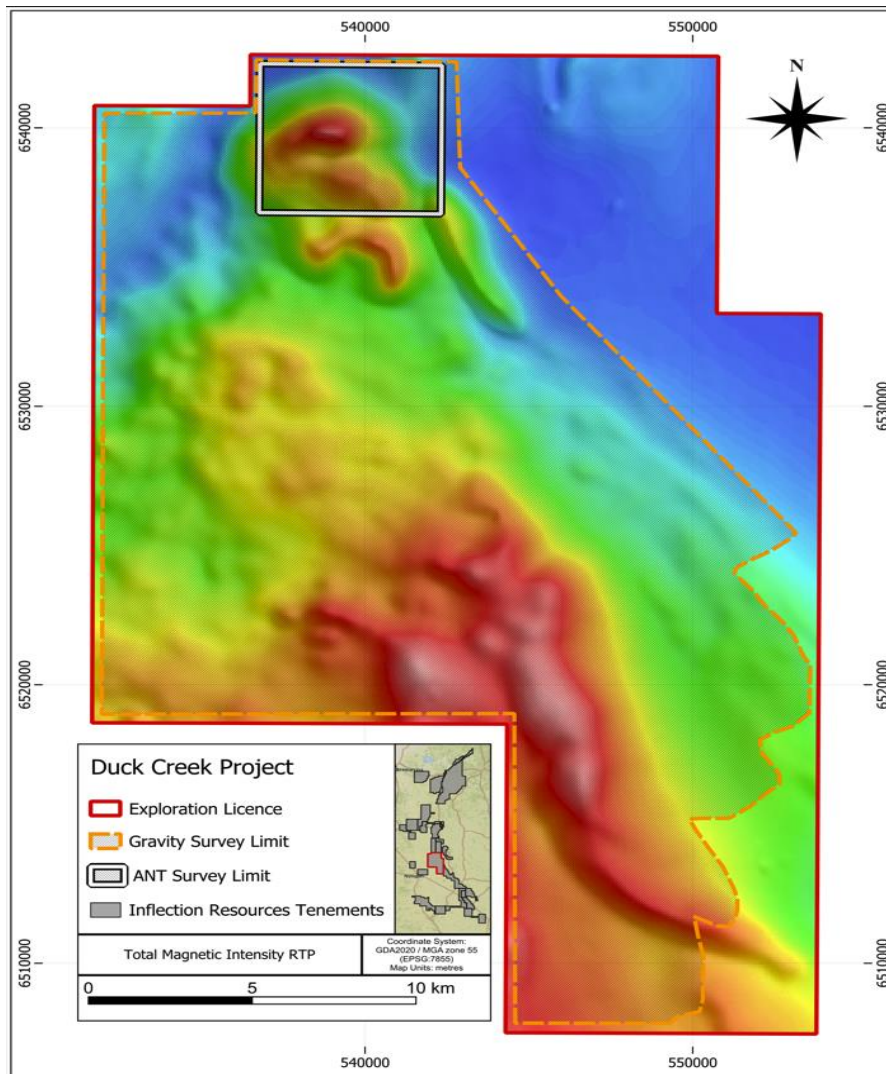 540000 550000
N
6540000 6540000
6530000 6530000
6520000 6520000
Duck Creek Project
Exploration Licence
Gravity Survey Limit
ANT Survey Limit
Inflection Resources Tenements
Total Magnetic Intensity RTP
Coordinate System:
GDA2020 / MGA zone 55
(EPSG:7855)
Map Units: metres
6510000 6510000
0 5 10 km
540000 550000